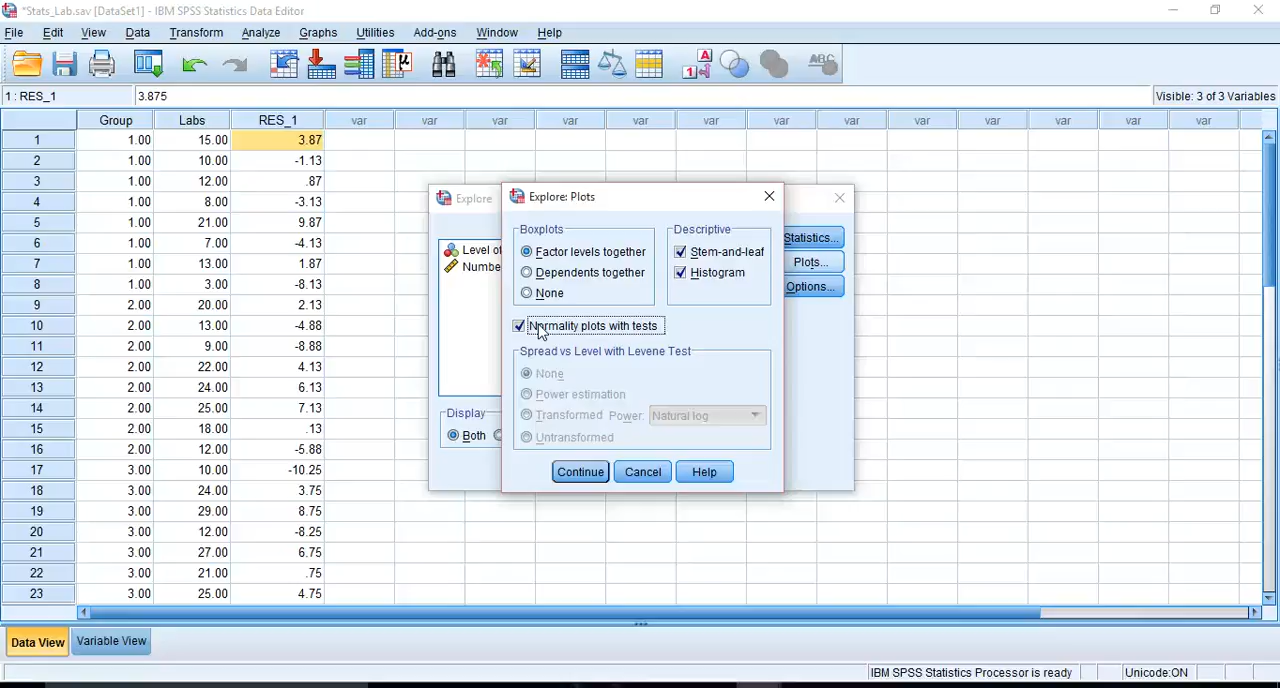 *Stats_Lab.sav [DataSet1] - IBM SPSS Statistics Data Editor
File Edit View Data Transform Analyze Graphs Utilities Add-ons Window Help
1 : RES_1 3.875 Visible: 3 of 3 Variables
Group Labs RES_1 var var var var var var var var var var var var var
1 1.00 15.00 3.87
2 1.00 10.00 -1.13
3 1.00 12.00 .87
4 1.00 8.00 -3.13
5 1.00 21.00 9.87
6 1.00 7.00 -4.13
7 1.00 13.00 1.87
8 1.00 3.00 -8.13
9 2.00 20.00 2.13
10 2.00 13.00 -4.88
11 2.00 9.00 -8.88
12 2.00 22.00 4.13
13 2.00 24.00 6.13
14 2.00 25.00 7.13
15 2.00 18.00 .13
16 2.00 12.00 -5.88
17 3.00 10.00 -10.25
18 3.00 24.00 3.75
19 3.00 29.00 8.75
20 3.00 12.00 -8.25
21 3.00 27.00 6.75
22 3.00 21.00 .75
23 3.00 25.00 4.75
Explore
Level of
Numbe
Display
Both
Statistics...
Plots...
Options...
Explore: Plots
Boxplots
Factor levels together
Dependents together
None
Descriptive
Stem-and-leaf
Histogram
Normality plots with tests
Spread vs Level with Levene Test
None
Power estimation
Transformed Power: Natural log
Untransformed
Continue Cancel Help
Data View Variable View
IBM SPSS Statistics Processor is ready Unicode:ON